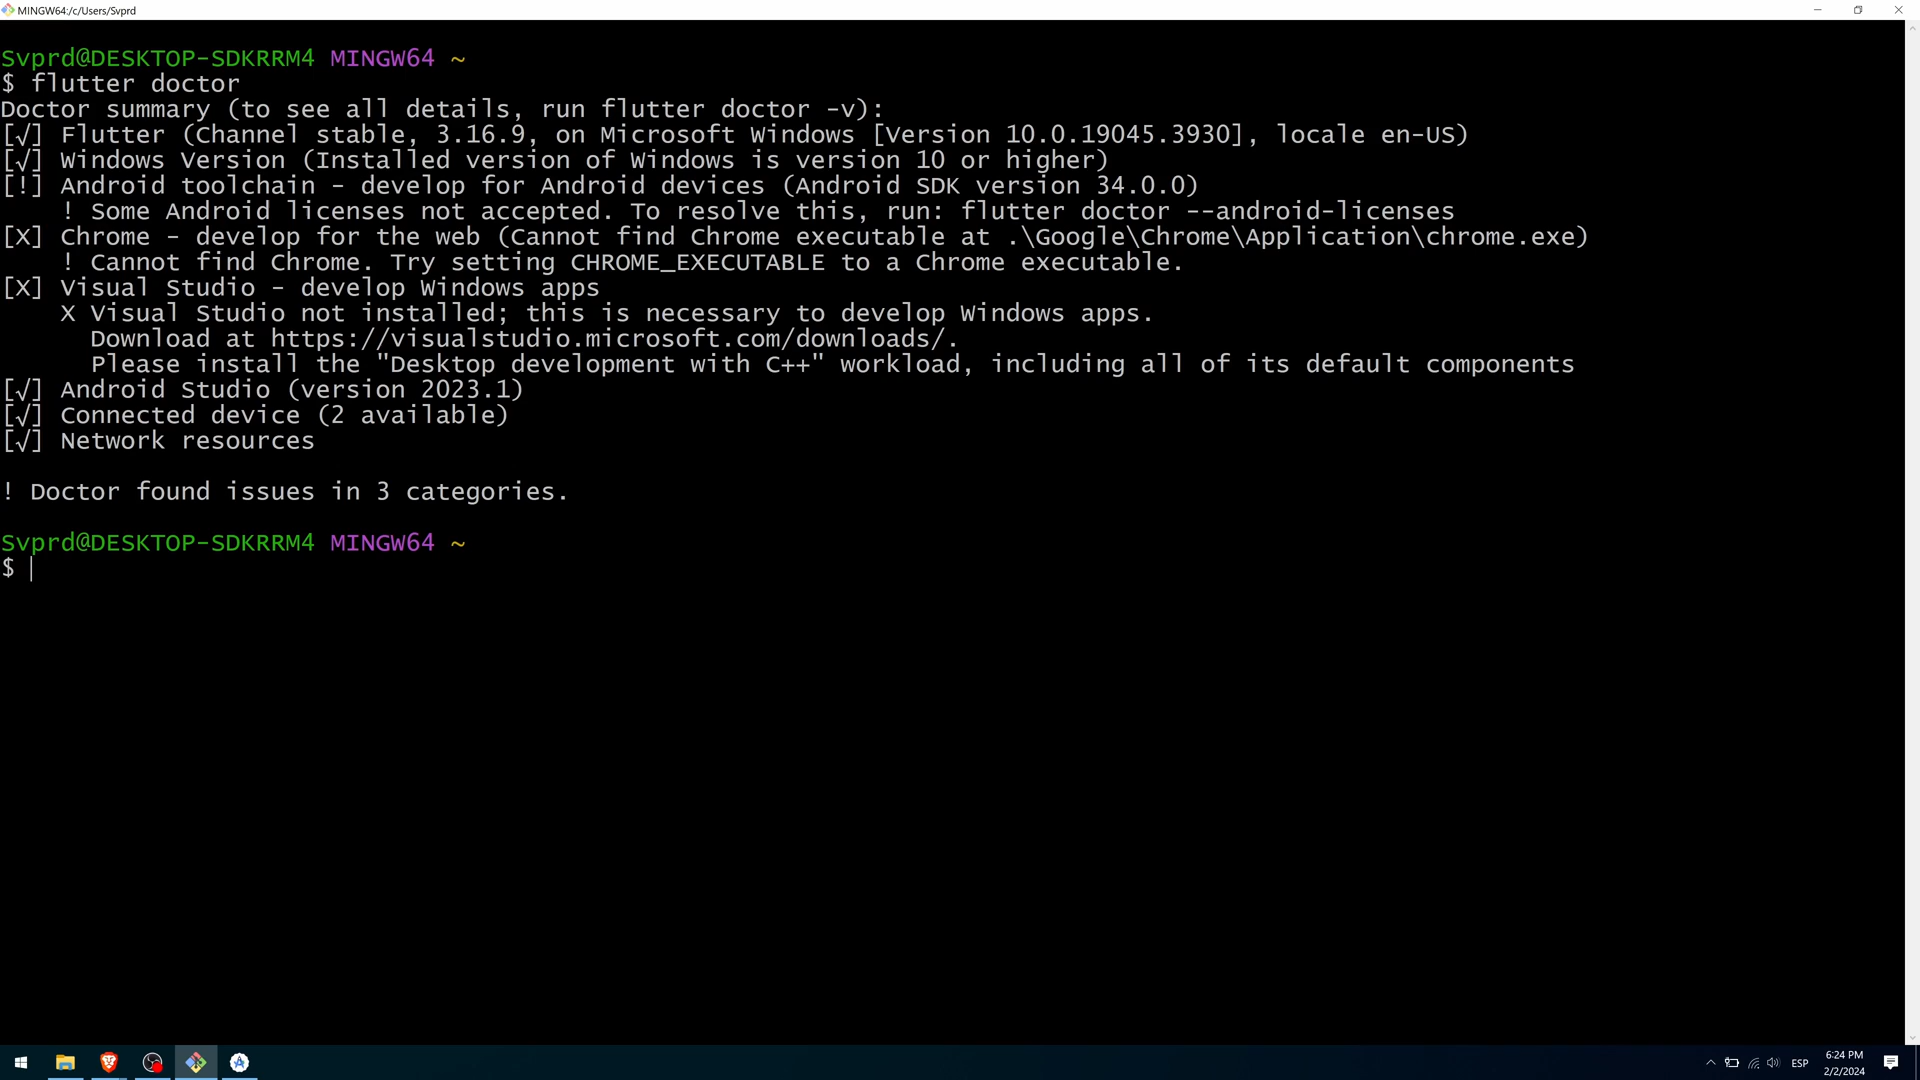 MINGW64:/c/Users/Svprd
Svprd@DESKTOP-SDKRRM4 MINGW64 ~
$ flutter doctor
Doctor summary (to see all details, run flutter doctor -v):
[√] Flutter (Channel stable, 3.16.9, on Microsoft Windows [Version 10.0.19045.3930], locale en-US)
[√] Windows Version (Installed version of Windows is version 10 or higher)
[!] Android toolchain - develop for Android devices (Android SDK version 34.0.0)
! Some Android licenses not accepted. To resolve this, run: flutter doctor --android-licenses
[X] Chrome - develop for the web (Cannot find Chrome executable at .\Google\Chrome\Application\chrome.exe)
! Cannot find Chrome. Try setting CHROME_EXECUTABLE to a Chrome executable.
[X] Visual Studio - develop Windows apps
X Visual Studio not installed; this is necessary to develop Windows apps.
Download at https://visualstudio.microsoft.com/downloads/.
Please install the "Desktop development with C++" workload, including all of its default components
[√] Android Studio (version 2023.1)
[√] Connected device (2 available)
[√] Network resources
! Doctor found issues in 3 categories.
Svprd@DESKTOP-SDKRRM4 MINGW64 ~
$
ESP
6:24 PM
2/2/2024